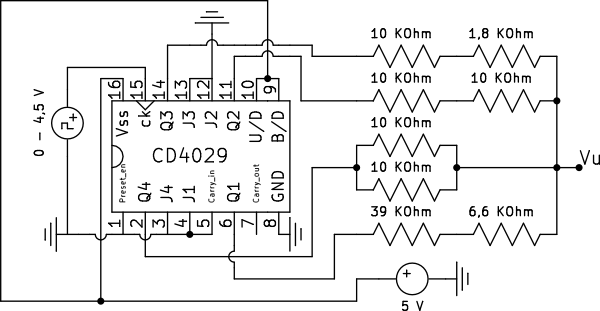 10 KOhm 1,8 KOhm
16 15 14 13 12 11 10 9
10 KOhm 10 KOhm
0 - 4,5 V
Vss ck Q3 J3 J2 Q2 U/D B/D
10 KOhm
CD4029
Vu
10 KOhm
Preset_en Q4 J4 J1 Carry_in Q1 Carry_out GND
39 KOhm 6,6 KOhm
1 2 3 4 5 6 7 8
+
5 V